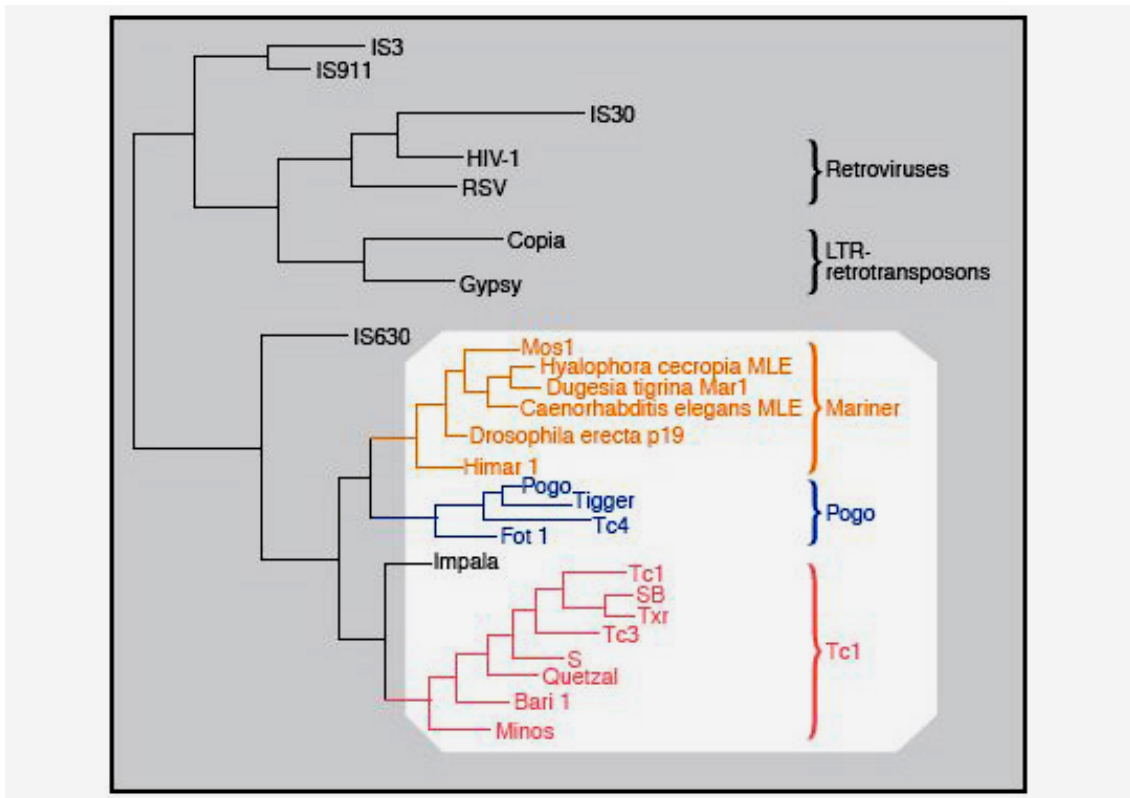 IS3
IS911
IS30
HIV-1
RSV
Retroviruses
Copia
Gypsy
LTR-
retrotransposons
IS630
Mos1
Hyalophora cecropia MLE
Dugesia tigrina Mar1
Caenorhabditis elegans MLE
Mariner
Drosophila erecta p19
Himar 1
Pogo
Tigger
Tc4
Fot 1
Pogo
Impala
Tc1
SB
Txr
Tc3
S
Quetzal
Bari 1
Minos
Tc1